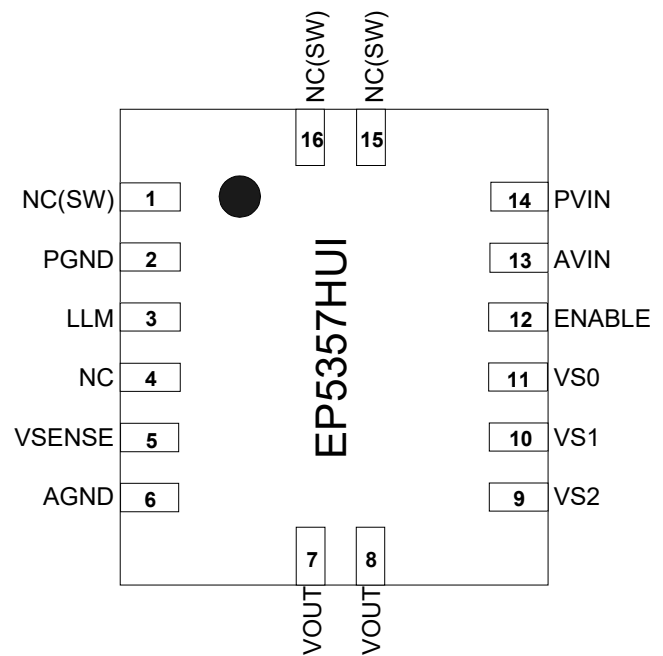 NC(SW) NC(SW)
16 15
NC(SW) 1 14 PVIN
PGND 2 13 AVIN
LLM 3 12 ENABLE
NC 4 11 VS0
VSENSE 5 10 VS1
AGND 6 9 VS2
EP5357HUI
7 8
VOUT VOUT